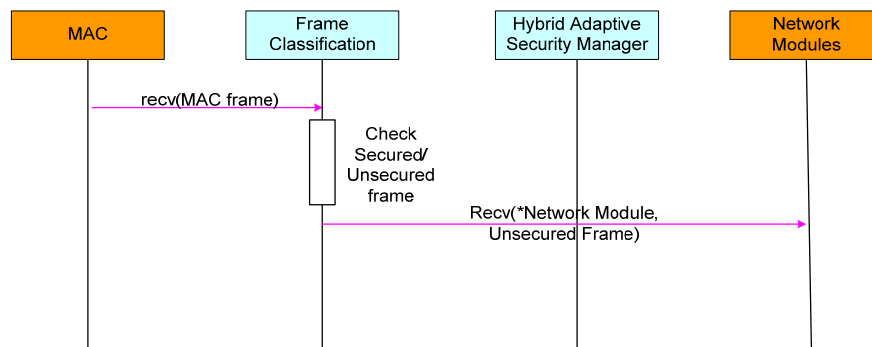 MAC
Frame
Classification
Hybrid Adaptive
Security Manager
Network
Modules
recv(MAC frame)
Check
Secured/
Unsecured
frame
Recv(*Network Module,
Unsecured Frame)